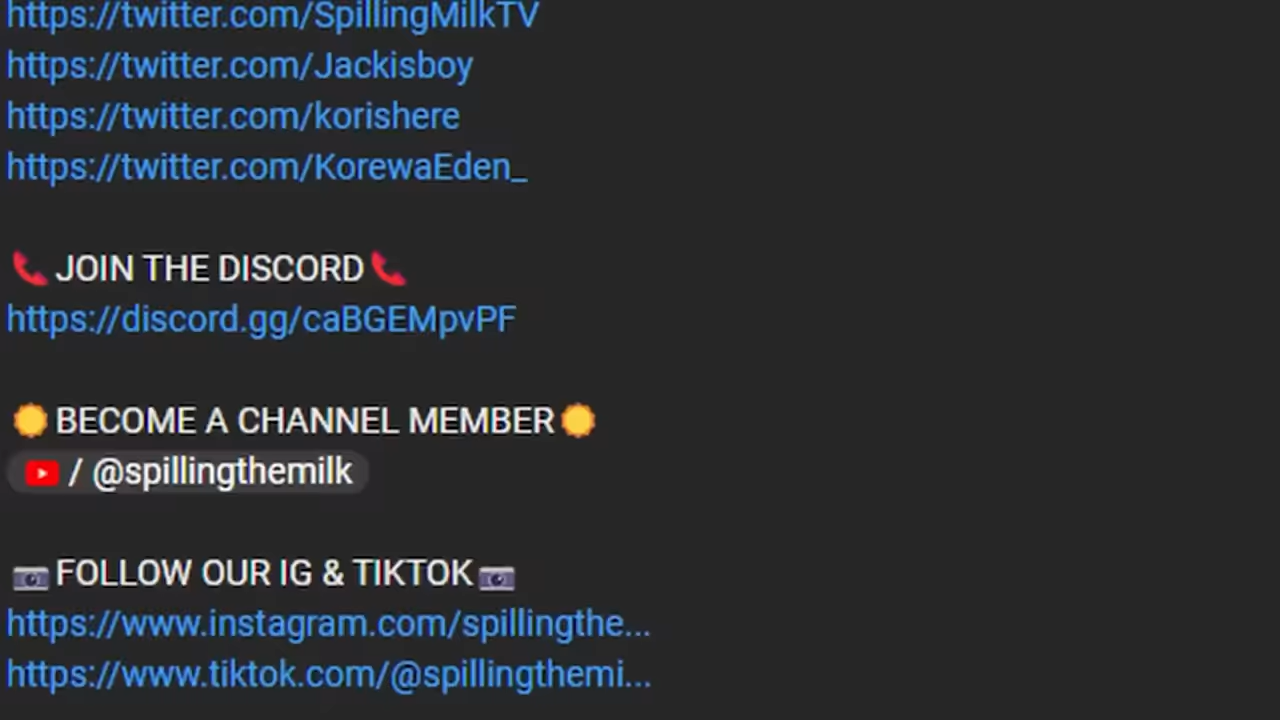 https://twitter.com/SpillingMilkTV
https://twitter.com/Jackisboy
https://twitter.com/korishere
https://twitter.com/KorewaEden_
📞JOIN THE DISCORD📞
https://discord.gg/caBGEMpvPF
🌼BECOME A CHANNEL MEMBER🌼
/ @spillingthemilk
📷FOLLOW OUR IG & TIKTOK📷
https://www.instagram.com/spillingthe...
https://www.tiktok.com/@spillingthemi...